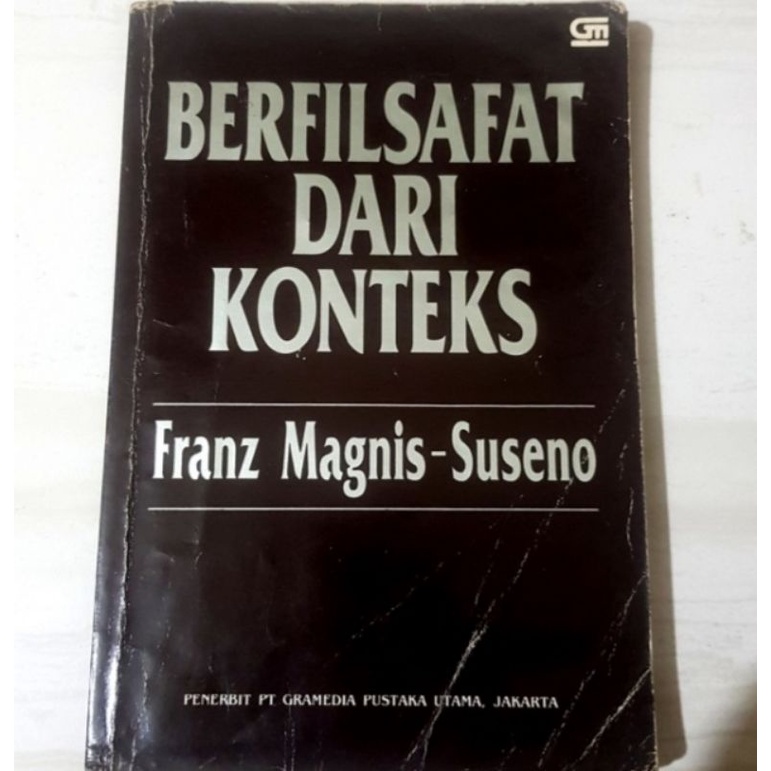 GM
BERFILSAFAT
DARI
KONTEKS
Franz Magnis-Suseno
PENERBIT PT GRAMEDIA PUSTAKA UTAMA, JAKARTA